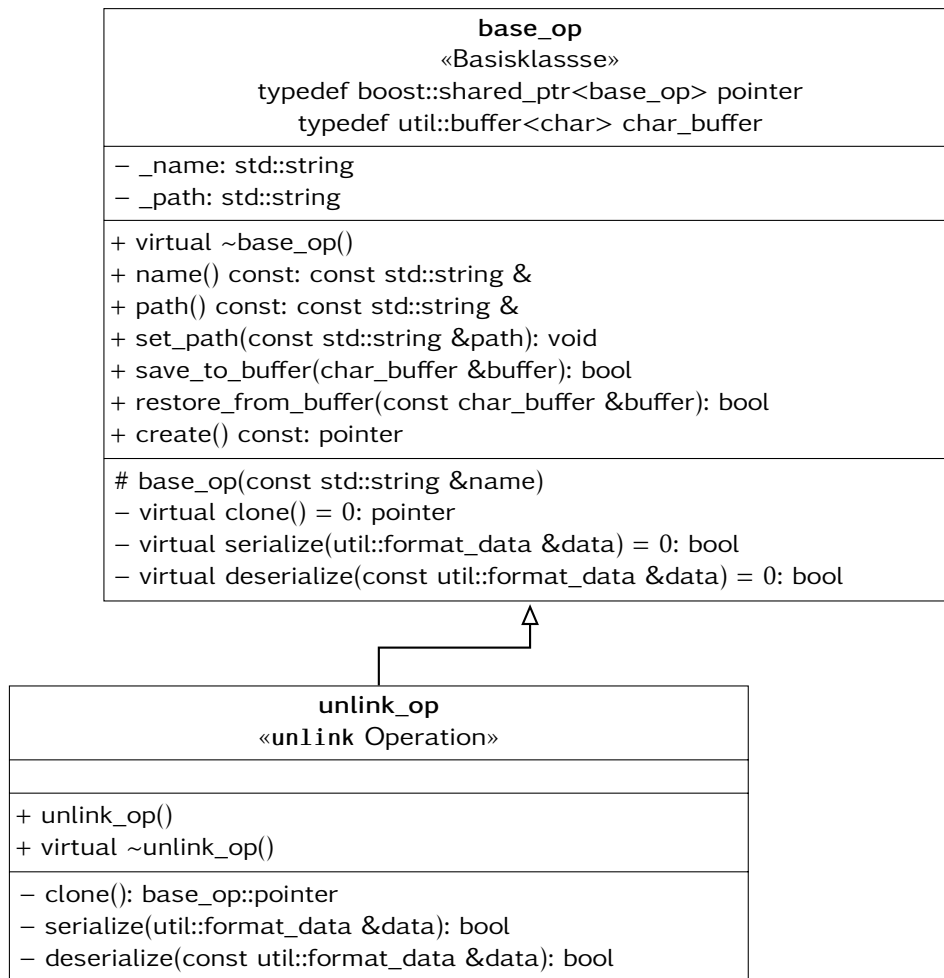 base_op
«Basisklassse»
typedef boost::shared_ptr<base_op> pointer
typedef util::buffer<char> char_buffer
− _name: std::string
− _path: std::string
+ virtual ~base_op()
+ name() const: const std::string &
+ path() const: const std::string &
+ set_path(const std::string &path): void
+ save_to_buffer(char_buffer &buffer): bool
+ restore_from_buffer(const char_buffer &buffer): bool
+ create() const: pointer
# base_op(const std::string &name)
− virtual clone() = 0: pointer
− virtual serialize(util::format_data &data) = 0: bool
− virtual deserialize(const util::format_data &data) = 0: bool
unlink_op
«unlink Operation»
+ unlink_op()
+ virtual ~unlink_op()
− clone(): base_op::pointer
− serialize(util::format_data &data): bool
− deserialize(const util::format_data &data): bool